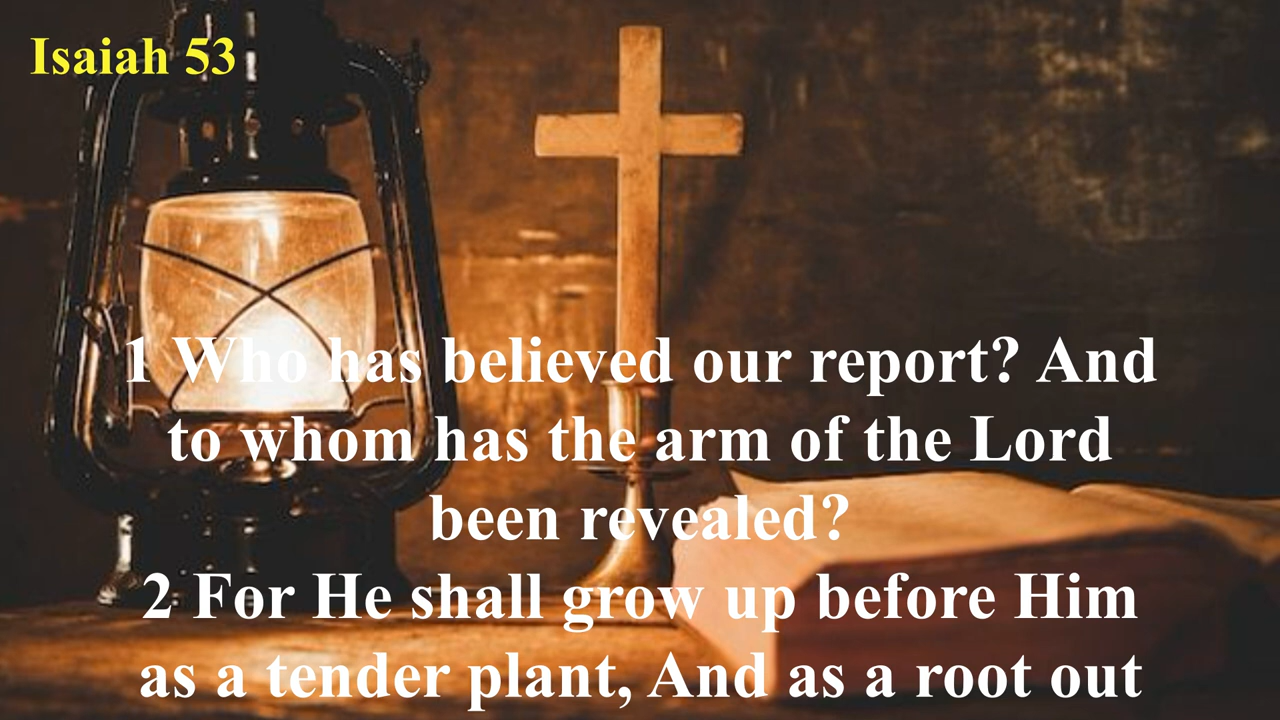 Isaiah 53
1 Who has believed our report? And
to whom has the arm of the Lord
been revealed?
2 For He shall grow up before Him
as a tender plant, And as a root out